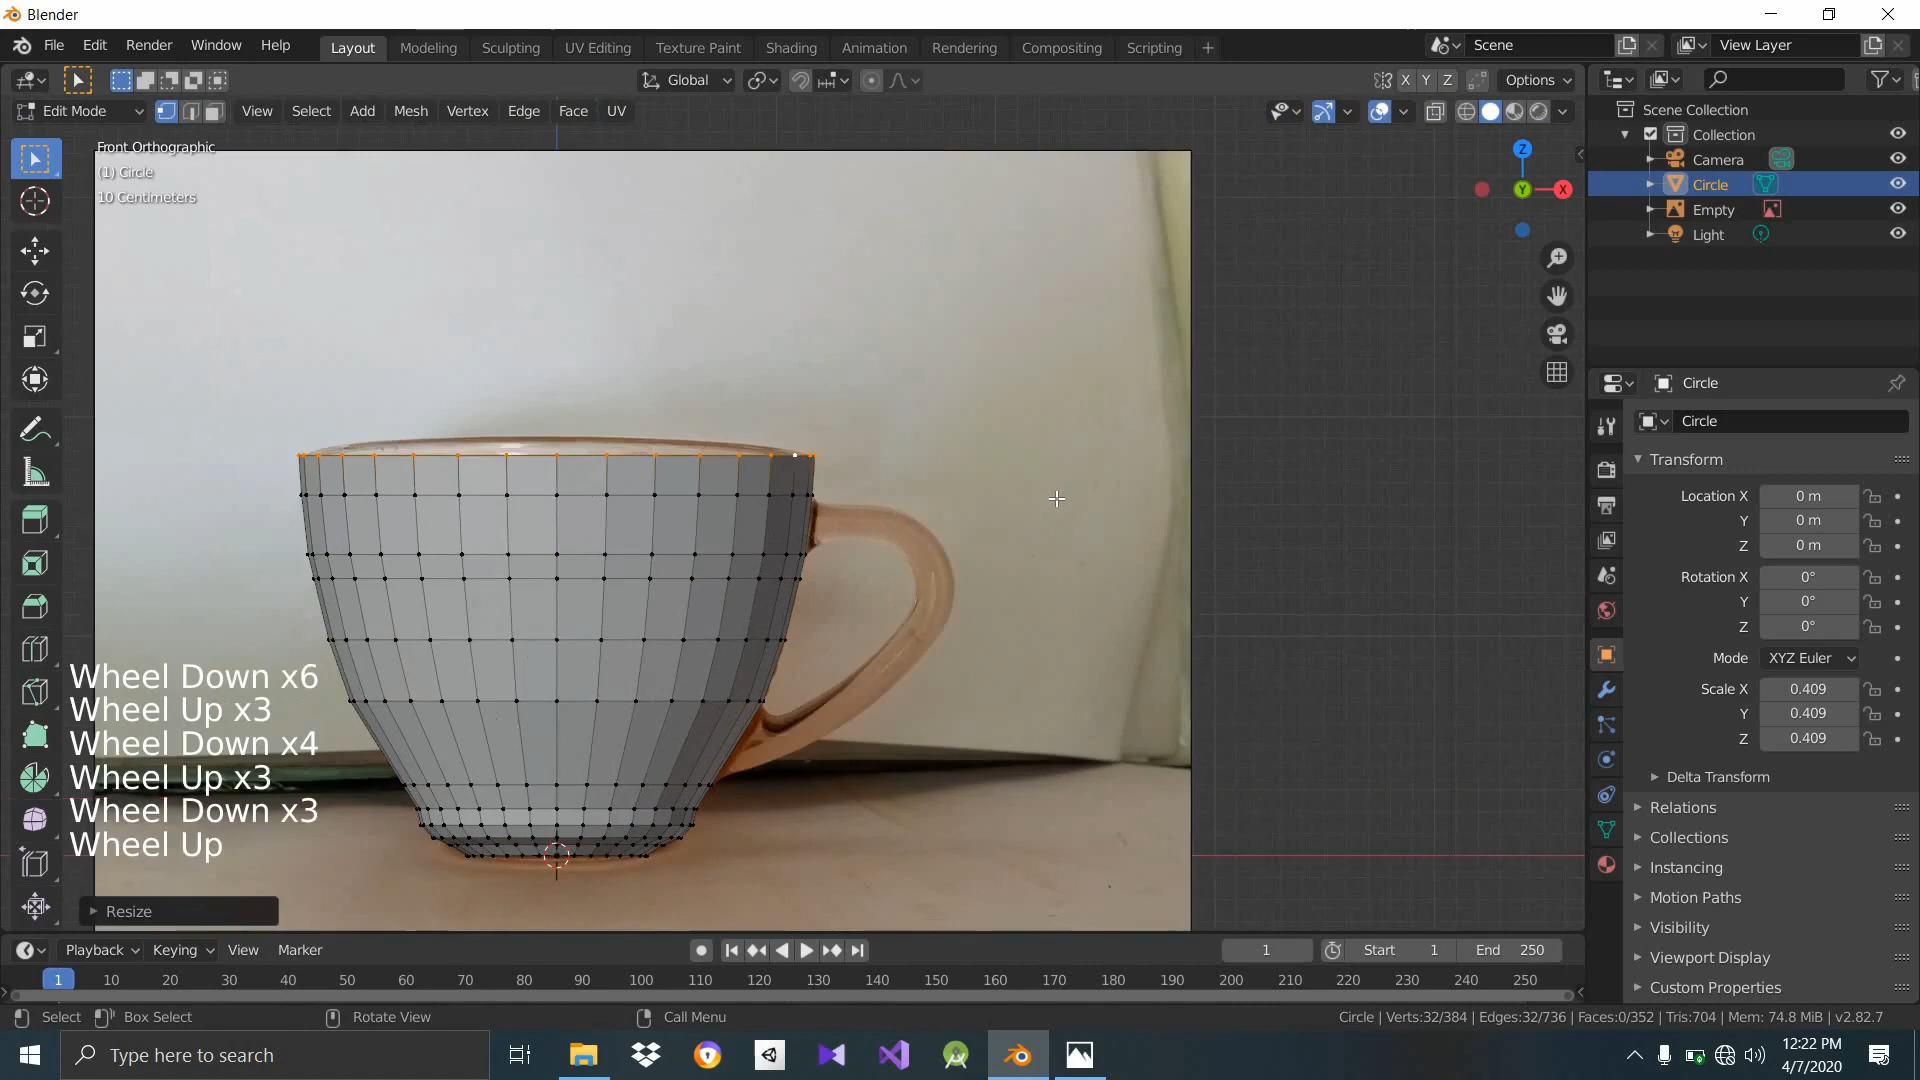 Blender
File Edit Render Window Help
Layout Modeling Sculpting UV Editing Texture Paint Shading Animation Rendering Compositing Scripting +
Scene
View Layer
Global
X Y Z
Options
Edit Mode
View Select Add Mesh Vertex Edge Face UV
Front Orthographic
(1) Circle
10 Centimeters
Z
Y
X
Scene Collection
Collection
Camera
Circle
Empty
Light
Circle
Circle
Transform
Location X 0 m
Y 0 m
Z 0 m
Rotation X 0°
Y 0°
Z 0°
Mode XYZ Euler
Scale X 0.409
Y 0.409
Z 0.409
Delta Transform
Relations
Collections
Instancing
Motion Paths
Visibility
Viewport Display
Custom Properties
Wheel Down x6
Wheel Up x3
Wheel Down x4
Wheel Up x3
Wheel Down x3
Wheel Up
Resize
Playback Keying View Marker
1
Start 1
End 250
1 10 20 30 40 50 60 70 80 90 100 110 120 130 140 150 160 170 180 190 200 210 220 230 240 250
Select Box Select Rotate View Call Menu
Circle | Verts:32/384 | Edges:32/736 | Faces:0/352 | Tris:704 | Mem: 74.8 MiB | v2.82.7
Type here to search
12:22 PM
4/7/2020